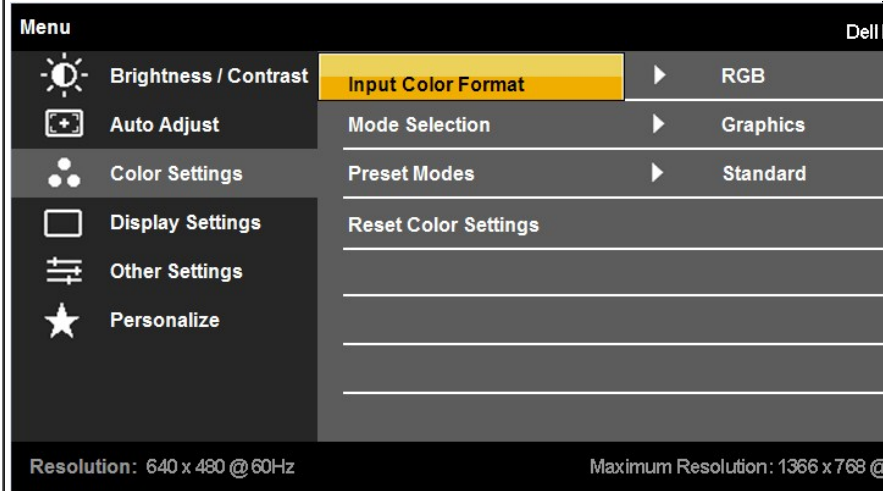 Menu
Dell
Brightness / Contrast
Input Color Format
RGB
Auto Adjust
Mode Selection
Graphics
Color Settings
Preset Modes
Standard
Display Settings
Reset Color Settings
Other Settings
Personalize
Resolution: 640 x 480 @ 60Hz
Maximum Resolution: 1366 x 768 @